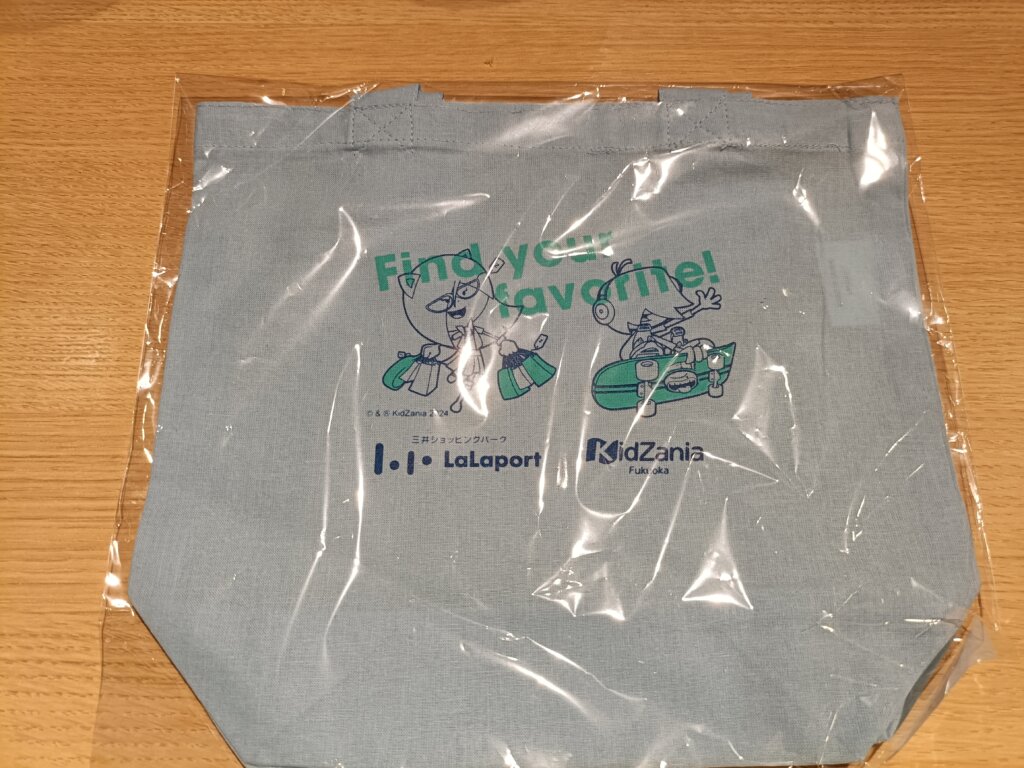 Find your
favorite!
© & ® KidZania 2024
三井ショッピングパーク
LaLaport
KidZania
Fukuoka